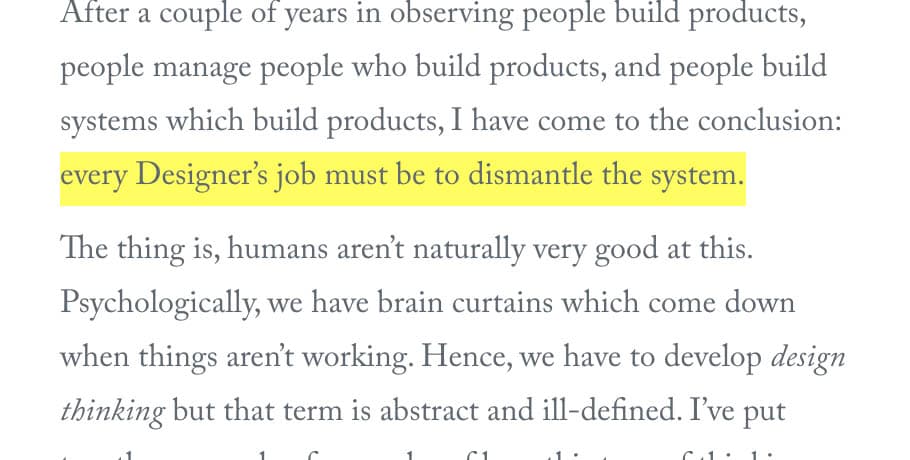 After a couple of years in observing people build products,
people manage people who build products, and people build
systems which build products, I have come to the conclusion:
every Designer’s job must be to dismantle the system.
The thing is, humans aren’t naturally very good at this.
Psychologically, we have brain curtains which come down
when things aren’t working. Hence, we have to develop design
thinking but that term is abstract and ill-defined. I’ve put